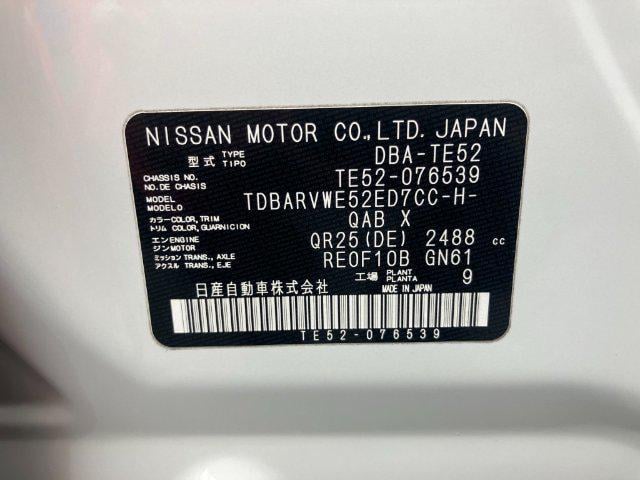 NISSAN MOTOR CO.,LTD. JAPAN
型式 TYPE TIPO DBA-TE52
CHASSIS NO. NO. DE CHASIS TE52-076539
MODEL MODELO TDBARVWE52ED7CC-H-
カラー COLOR, TRIM トリム COLOR, GUARNICION QAB X
エンエンジン ENGINE MOTOR QR25(DE) 2488 cc
ミッション TRANS., AXLE アクスル TRANS., EJE RE0F10B GN61
工場 PLANT PLANTA 9
日産自動車株式会社 MADE IN JAPAN
TE52-076539